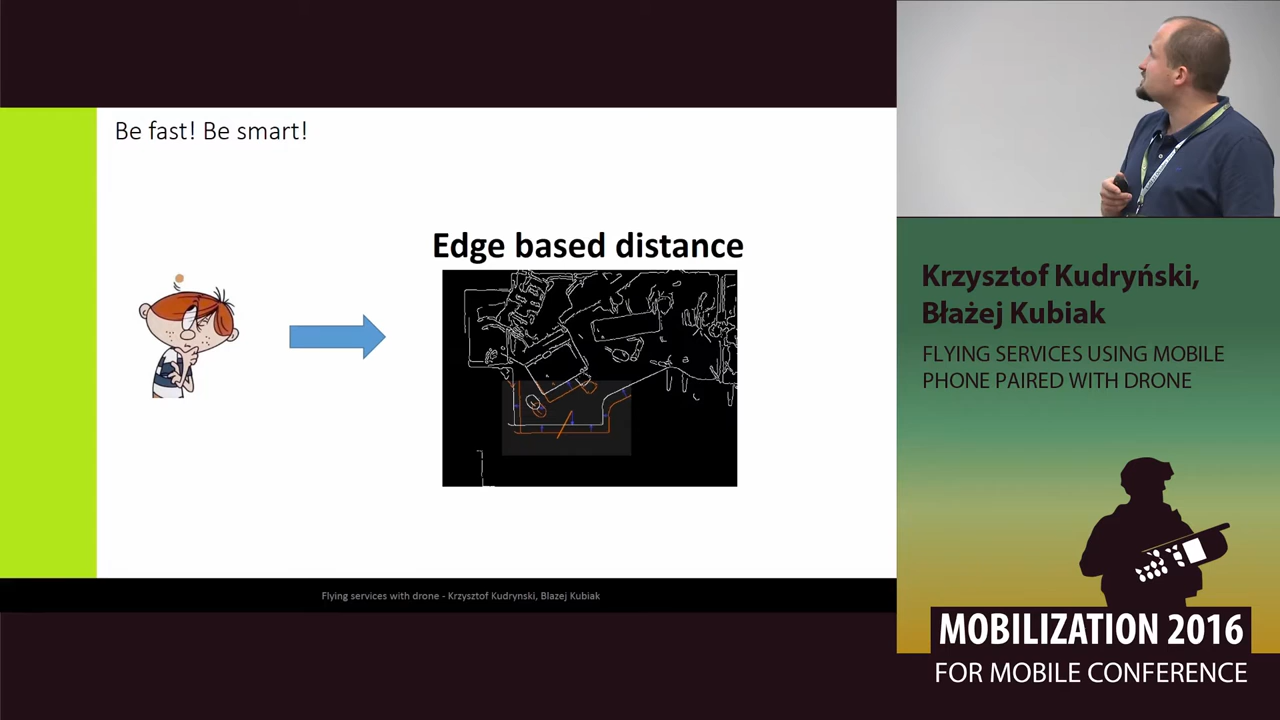 Be fast! Be smart!
Edge based distance
Flying services with drone - Krzysztof Kudrynski, Blazej Kubiak
Krzysztof Kudryński,
Błażej Kubiak
FLYING SERVICES USING MOBILE
PHONE PAIRED WITH DRONE
MOBILIZATION 2016
FOR MOBILE CONFERENCE